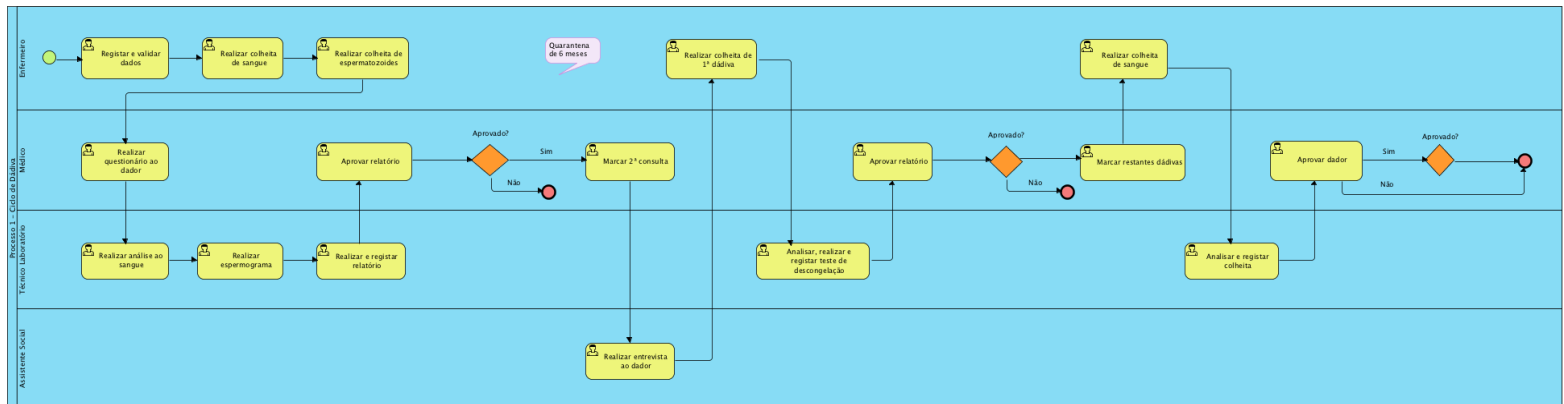 Processo 1 - Ciclo de Dádiva
Enfermeiro
Registar e validar
dados
Realizar colheita
de sangue
Realizar colheita de
espermatozoides
Quarantena
de 6 meses
Realizar colheita de
1ª dádiva
Realizar colheita
de sangue
Médico
Realizar
questionário ao
dador
Aprovar relatório
Aprovado?
Sim
Não
Marcar 2ª consulta
Aprovar relatório
Aprovado?
Não
Marcar restantes dádivas
Aprovar dador
Sim
Não
Aprovado?
Técnico Laboratório
Realizar análise ao
sangue
Realizar
espermograma
Realizar e registar
relatório
Analisar, realizar e
registar teste de
descongelação
Analisar e registar
colheita
Assistente Social
Realizar entrevista
ao dador